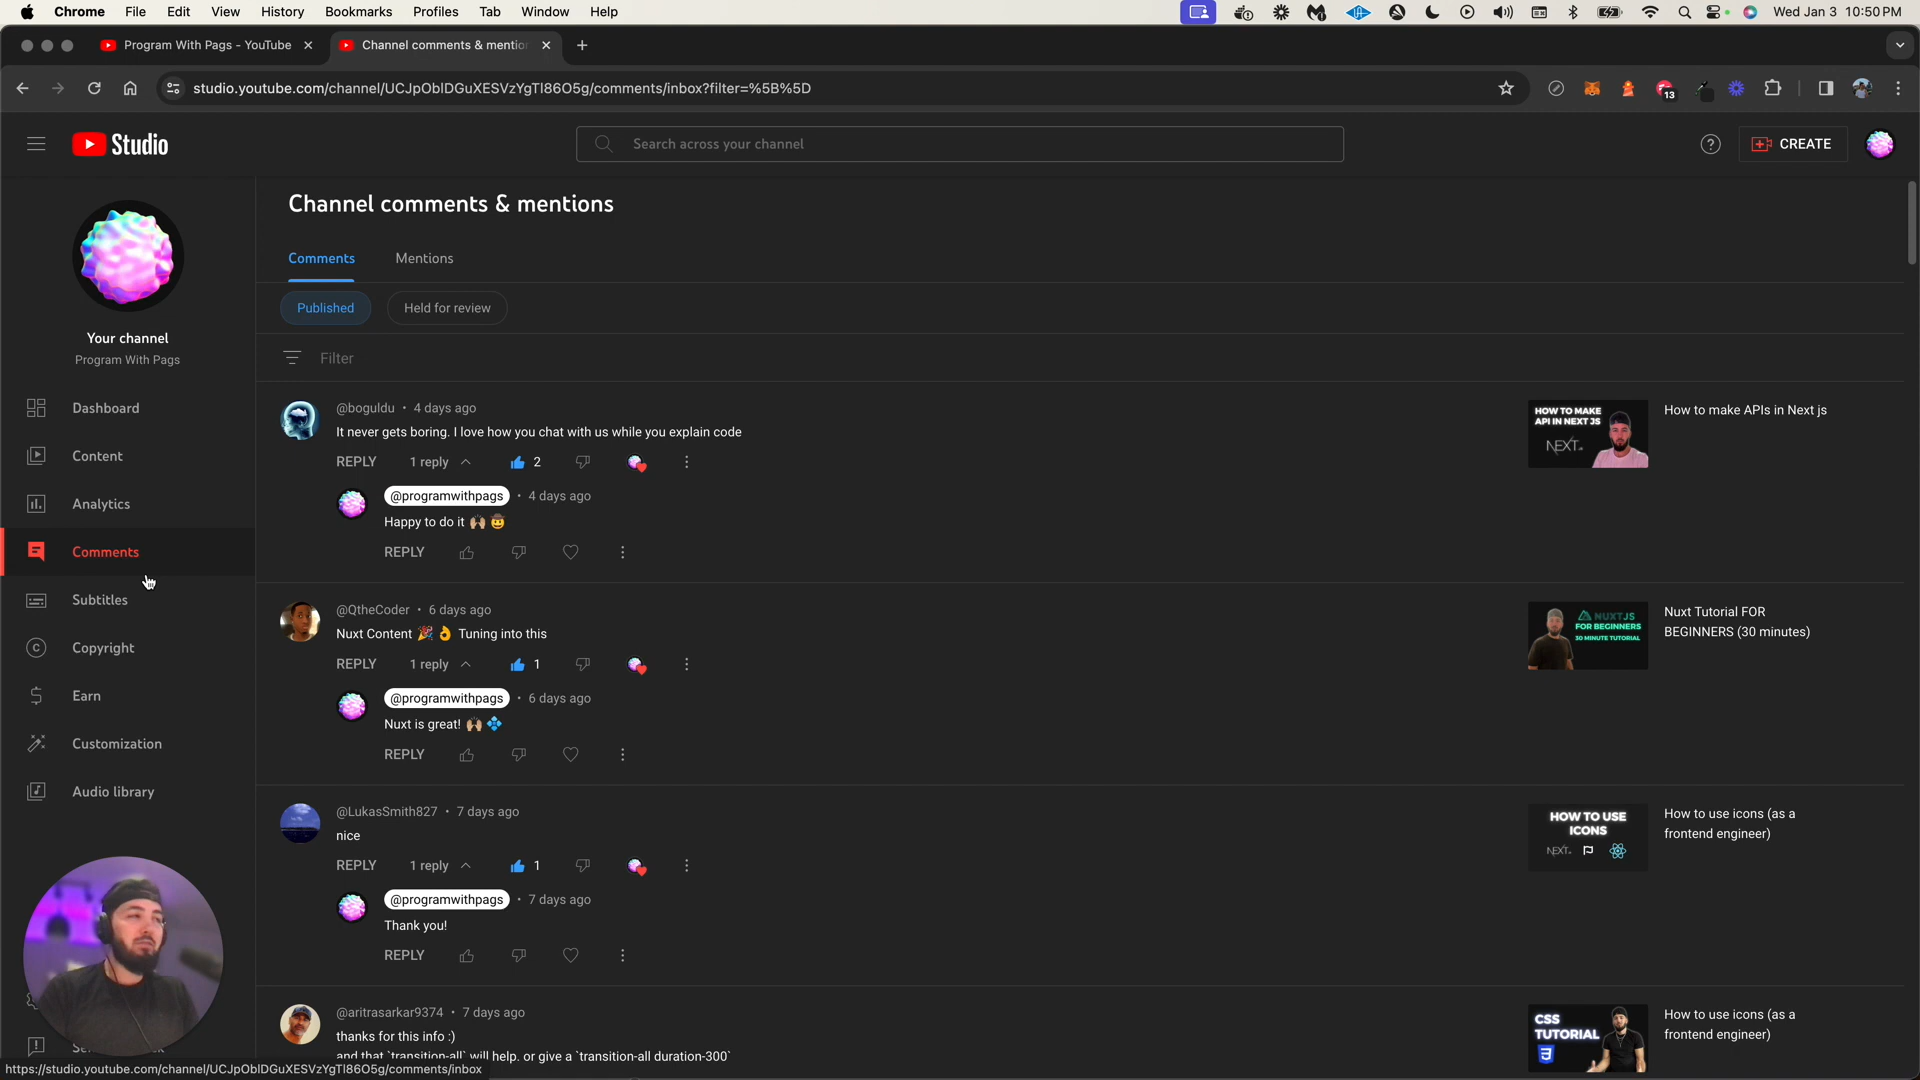 Chrome File Edit View History Bookmarks Profiles Tab Window Help
Wed Jan 3 10:50 PM
Program With Pags - YouTube
Channel comments & mentio
studio.youtube.com/channel/UCJpOblDGuXESVzYgTl86O5g/comments/inbox?filter=%5B%5D
13
Studio
Search across your channel
CREATE
Your channel
Program With Pags
Dashboard
Content
Analytics
Comments
Subtitles
Copyright
Earn
Customization
Audio library
Channel comments & mentions
Comments Mentions
Published Held for review
Filter
@boguldu • 4 days ago
It never gets boring. I love how you chat with us while you explain code
REPLY 1 reply 2
@programwithpags • 4 days ago
Happy to do it 🙌🏽 🤠
REPLY
HOW TO MAKE
API IN NEXT JS
NEXT.
How to make APIs in Next js
@QtheCoder • 6 days ago
Nuxt Content 🎉 👌 Tuning into this
REPLY 1 reply 1
@programwithpags • 6 days ago
Nuxt is great! 🙌🏽 💠
REPLY
NUXTJS
FOR BEGINNERS
30 MINUTE TUTORIAL
Nuxt Tutorial FOR
BEGINNERS (30 minutes)
@LukasSmith827 • 7 days ago
nice
REPLY 1 reply 1
@programwithpags • 7 days ago
Thank you!
REPLY
HOW TO USE
ICONS
NEXT.
How to use icons (as a
frontend engineer)
@aritrasarkar9374 • 7 days ago
thanks for this info :)
and that `transition-all` will help. or give a `transition-all duration-300`
CSS
TUTORIAL
How to use icons (as a
frontend engineer)
https://studio.youtube.com/channel/UCJpOblDGuXESVzYgTl86O5g/comments/inbox